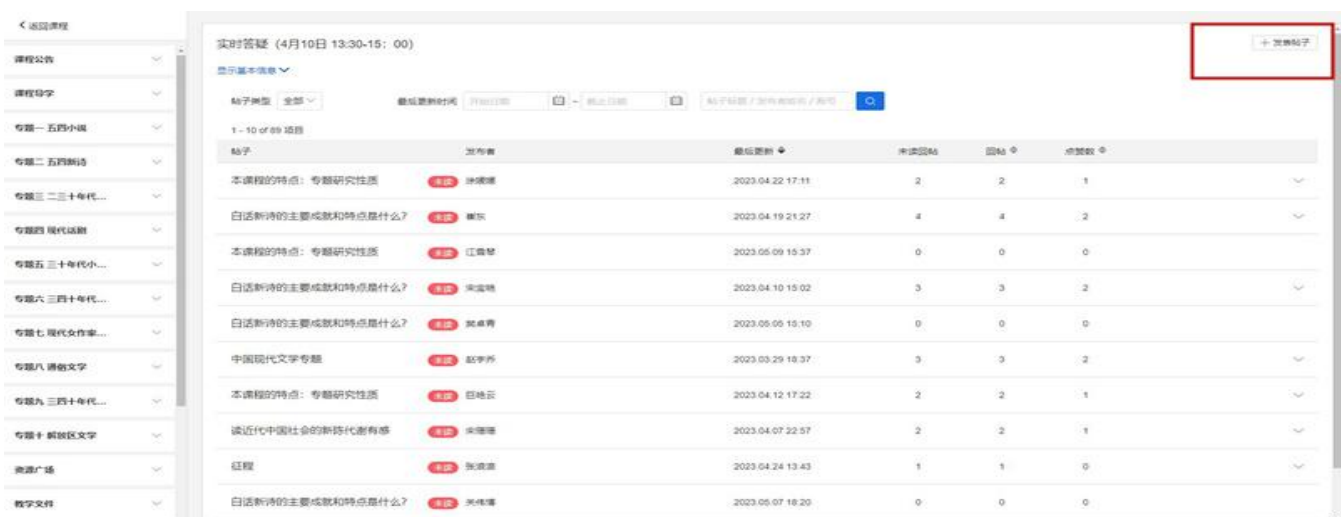 返回课程
课程公告
课程导学
专题一 五四小说
专题二 五四新诗
专题三 二三十年代...
专题四 现代话剧
专题五 三十年代小...
专题六 三四十年代...
专题七 现代女作家...
专题八 通俗文学
专题九 三四十年代...
专题十 解放区文学
资源广场
教学文件
实时答疑（4月10日 13:30-15：00）
+ 发表帖子
显示基本信息
帖子类型 全部 最后更新时间 开始日期 ~ 截止日期
1 - 10 of 89 项目
帖子 发布者 最后更新 未读回帖 回帖 点赞数
本课程的特点：专题研究性质 未读 2023.04.22 17:11 2 2 1
白话新诗的主要成就和特点是什么? 未读 崔东 2023.04.19 21:27 4 4 2
本课程的特点：专题研究性质 未读 江雪琴 2023.05.09 15:37 0 0 0
白话新诗的主要成就和特点是什么? 未读 2023.04.10 15:02 3 3 2
白话新诗的主要成就和特点是什么? 未读 2023.05.05 15:10 0 0 0
中国现代文学专题 未读 2023.03.29 18:37 3 3 2
本课程的特点：专题研究性质 未读 2023.04.12 17:22 2 2 1
读近代中国社会的新陈代谢有感 未读 2023.04.07 22:57 2 2 1
征程 未读 2023.04.24 13:43 1 1 0
白话新诗的主要成就和特点是什么? 未读 2023.05.07 18:20 0 0 0